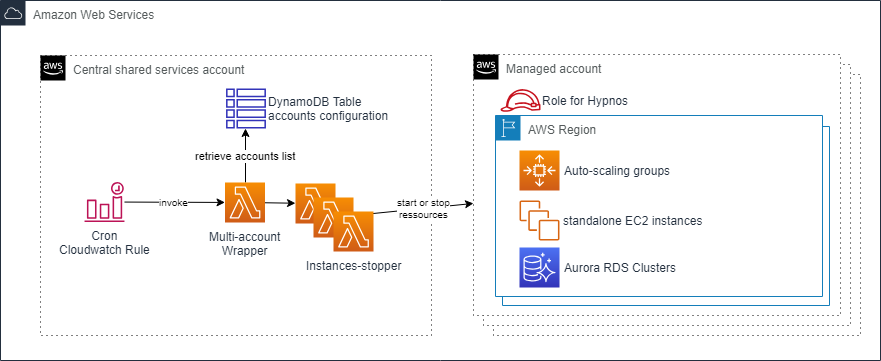 Amazon Web Services
aws
Central shared services account
DynamoDB Table
accounts configuration
retrieve accounts list
invoke
Cron
Cloudwatch Rule
Multi-account
Wrapper
Instances-stopper
start or stop
ressources
aws
Managed account
Role for Hypnos
AWS Region
Auto-scaling groups
standalone EC2 instances
Aurora RDS Clusters